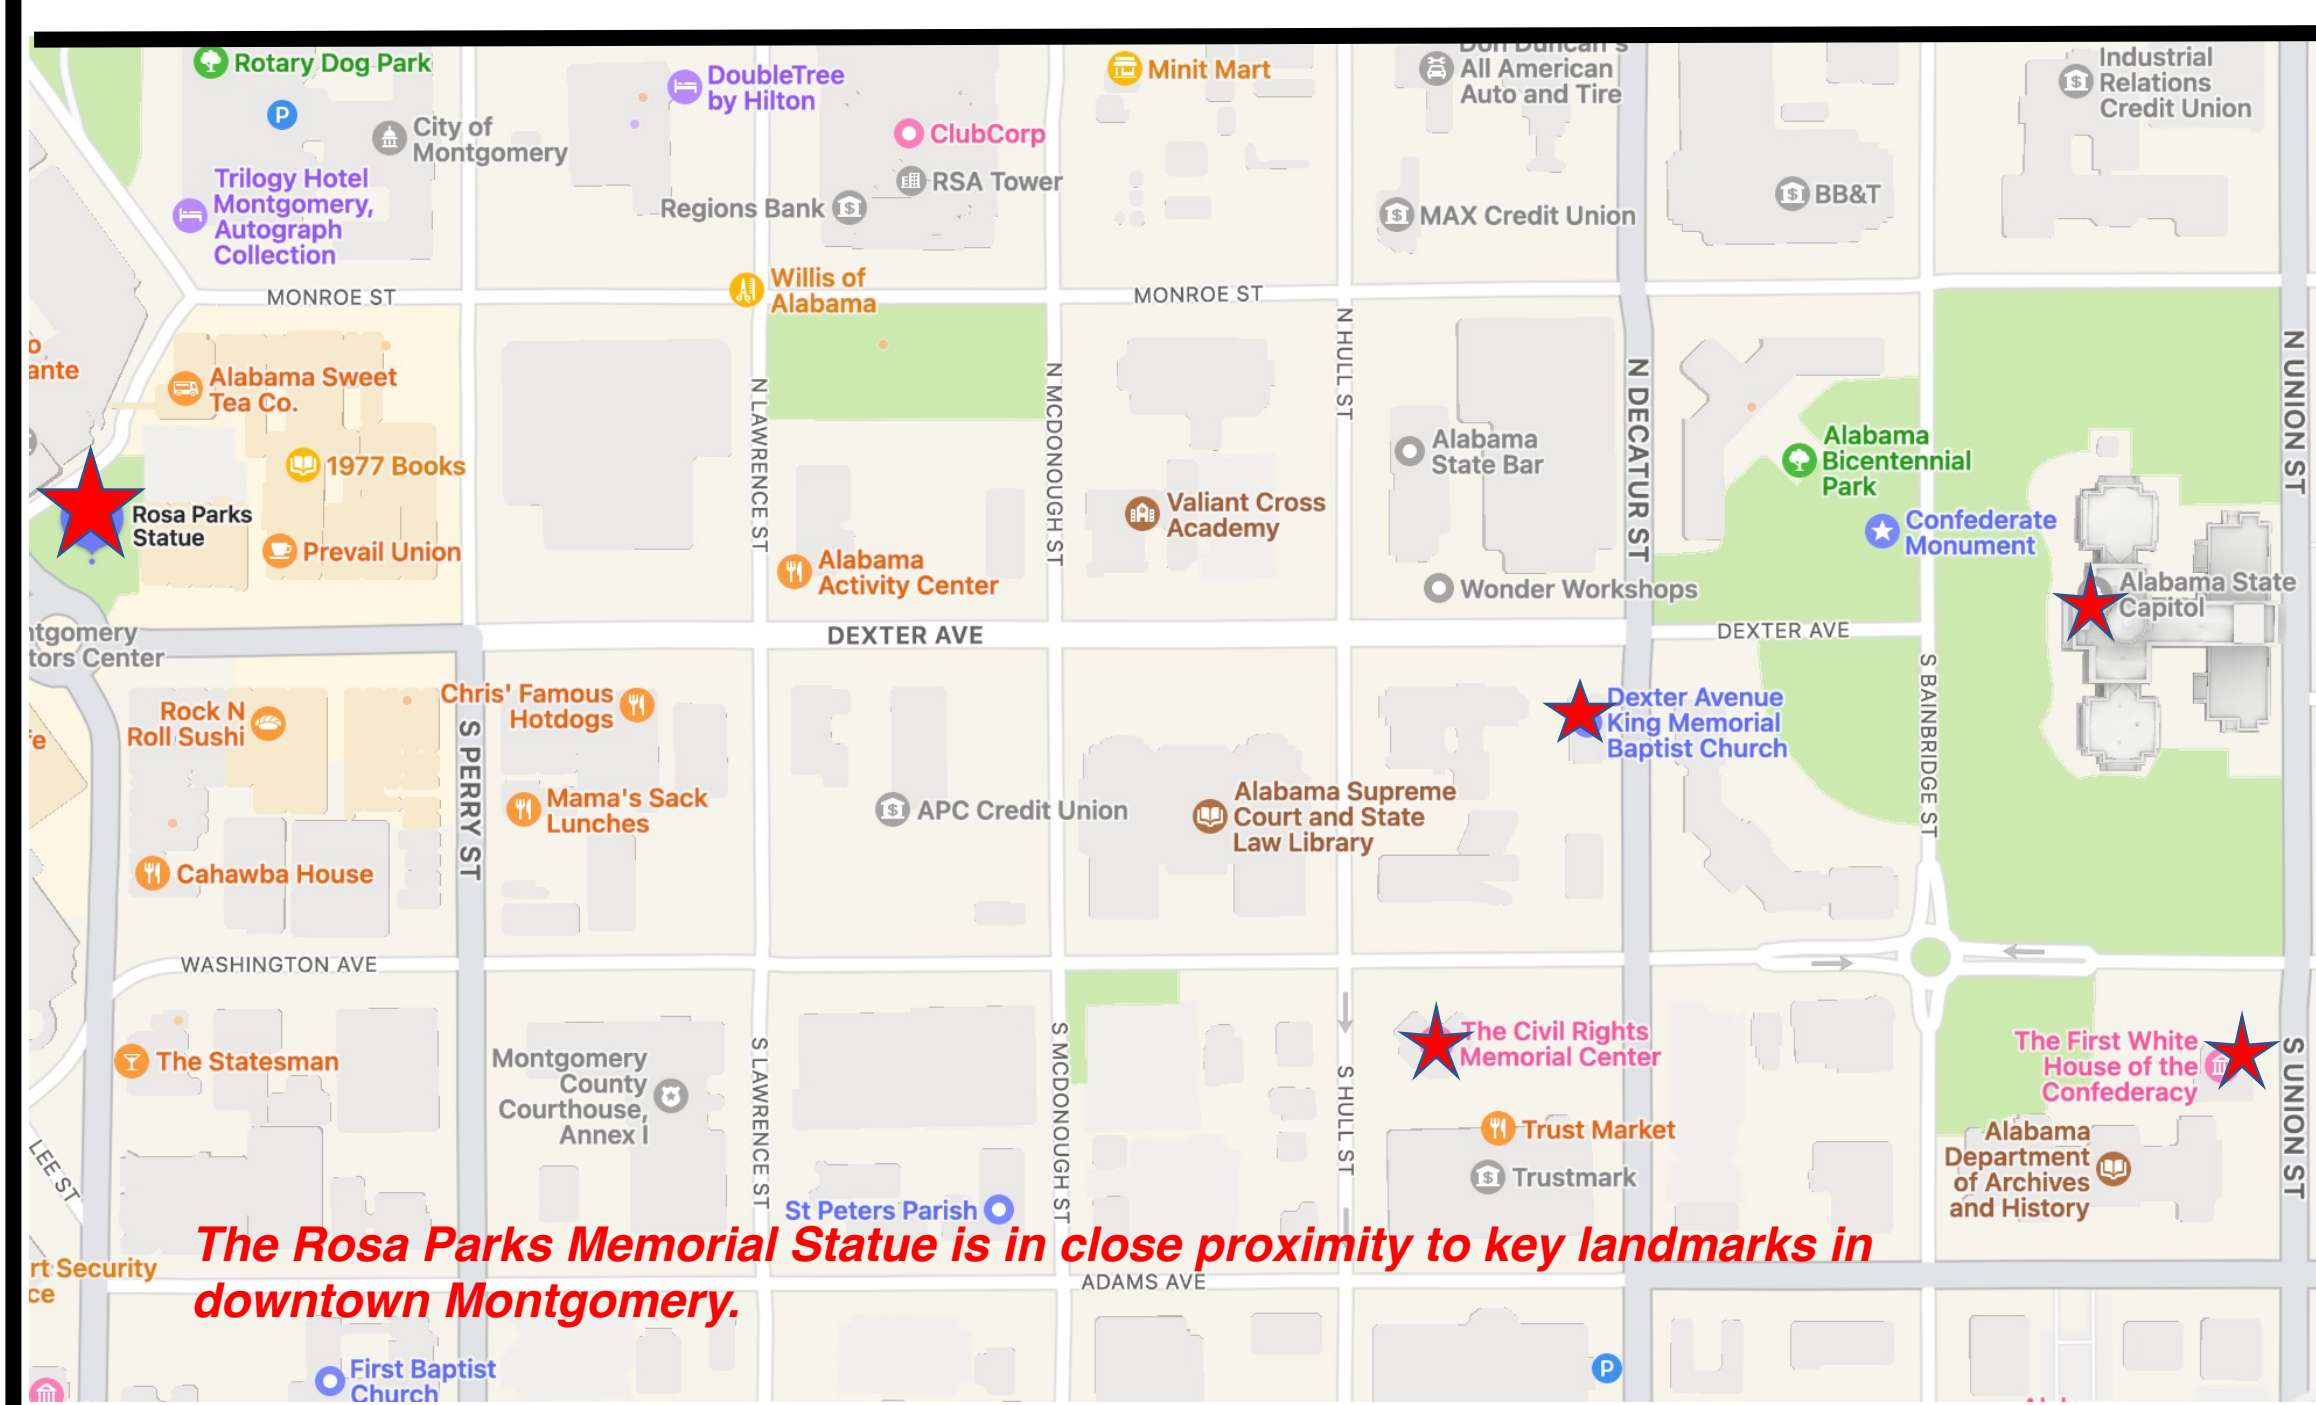 Rotary Dog Park
P
City of
Montgomery
Trilogy Hotel
Montgomery,
Autograph
Collection
DoubleTree
by Hilton
ClubCorp
RSA Tower
Regions Bank
Minit Mart
Don Duncan's
All American
Auto and Tire
MAX Credit Union
BB&T
Industrial
Relations
Credit Union
MONROE ST
Willis of
Alabama
MONROE ST
N HULL ST
N DECATUR ST
N UNION ST
N LAWRENCE ST
N MCDONOUGH ST
ante
Alabama Sweet
Tea Co.
1977 Books
Rosa Parks
Statue
Prevail Union
Alabama
Activity Center
Valiant Cross
Academy
Alabama
State Bar
Wonder Workshops
Alabama
Bicentennial
Park
Confederate
Monument
Alabama State
Capitol
ntgomery
tors Center
DEXTER AVE
DEXTER AVE
Rock N
Roll Sushi
Chris' Famous
Hotdogs
S PERRY ST
Mama's Sack
Lunches
Cahawba House
APC Credit Union
Alabama Supreme
Court and State
Law Library
Dexter Avenue
King Memorial
Baptist Church
S BAINBRIDGE ST
WASHINGTON AVE
The Statesman
Montgomery
County
Courthouse,
Annex I
S LAWRENCE ST
S MCDONOUGH ST
S HULL ST
The Civil Rights
Memorial Center
Trust Market
Trustmark
The First White
House of the
Confederacy
Alabama
Department
of Archives
and History
S UNION ST
LEE ST
St Peters Parish
The Rosa Parks Memorial Statue is in close proximity to key landmarks in
downtown Montgomery.
rt Security
ce
ADAMS AVE
First Baptist
Church
P